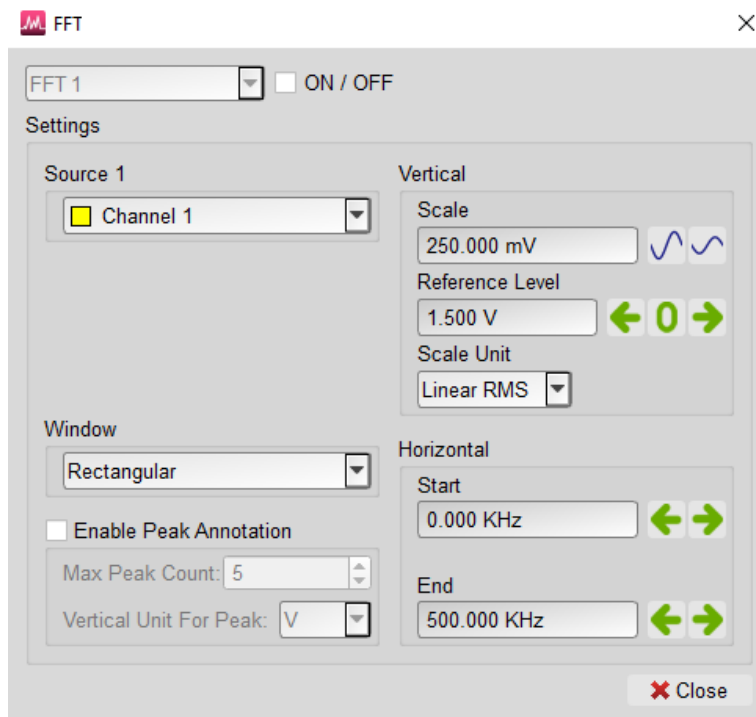 FFT
FFT 1
ON / OFF
Settings
Source 1
Channel 1
Vertical
Scale
250.000 mV
Reference Level
1.500 V
0
Scale Unit
Linear RMS
Window
Rectangular
Enable Peak Annotation
Max Peak Count: 5
Vertical Unit For Peak: V
Horizontal
Start
0.000 KHz
End
500.000 KHz
Close